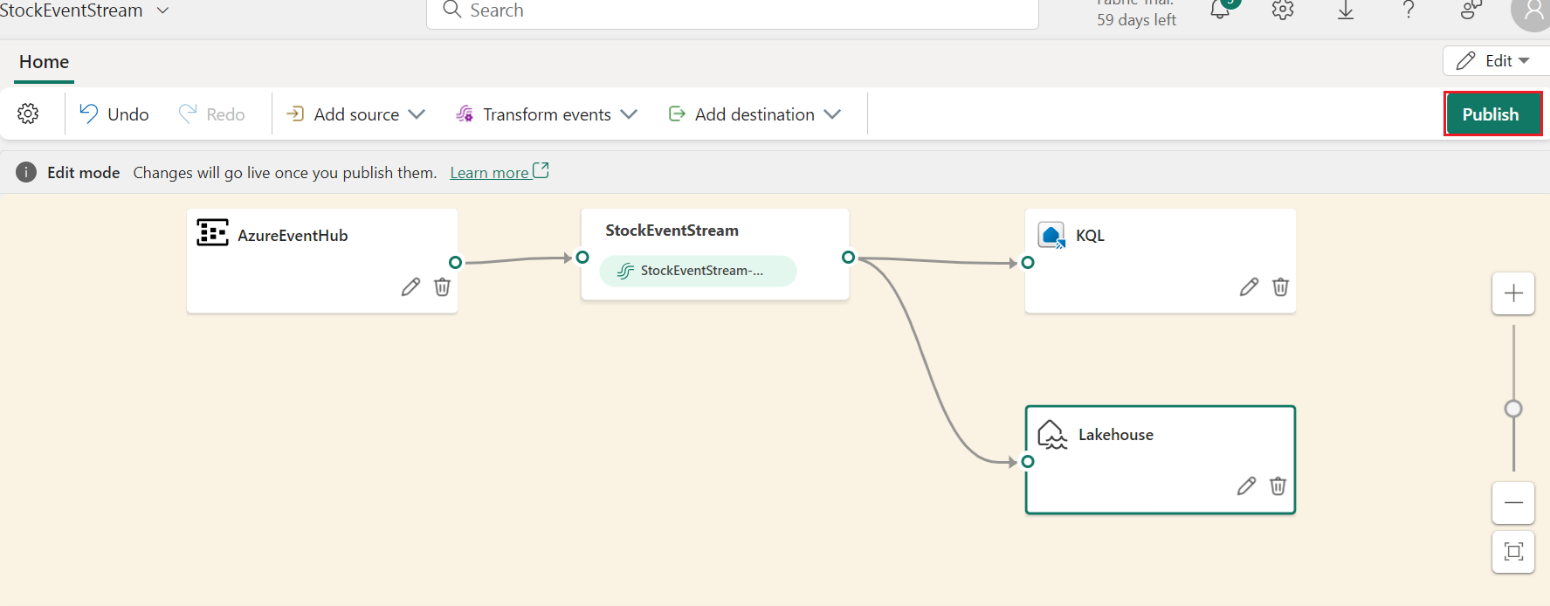 StockEventStream
Search
Fabric Trial:
59 days left
Home
Edit
Undo
Redo
Add source
Transform events
Add destination
Publish
Edit mode Changes will go live once you publish them. Learn more
AzureEventHub
StockEventStream
StockEventStream-...
KQL
Lakehouse